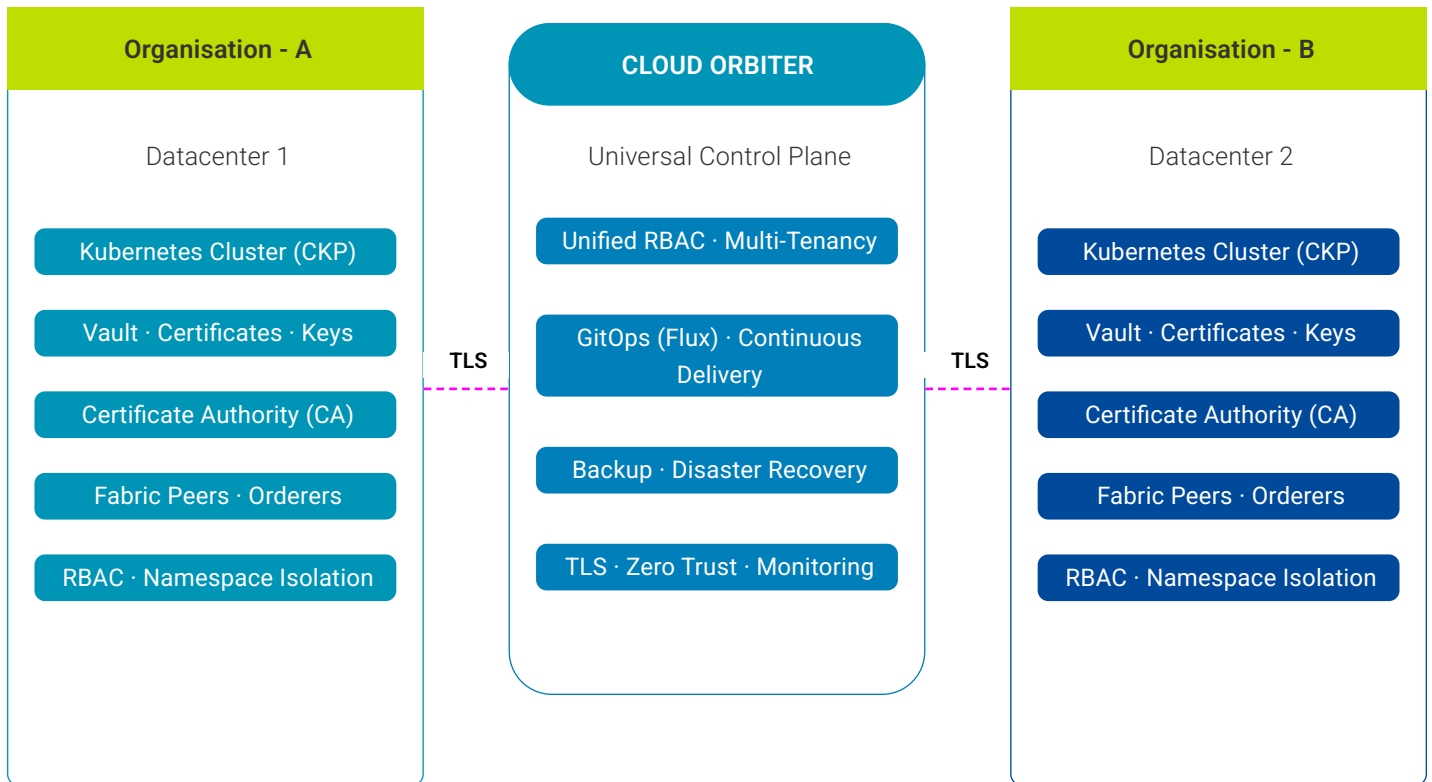 Organisation - A
Datacenter 1
Kubernetes Cluster (CKP)
Vault · Certificates · Keys
Certificate Authority (CA)
Fabric Peers · Orderers
RBAC · Namespace Isolation
TLS
CLOUD ORBITER
Universal Control Plane
Unified RBAC · Multi-Tenancy
GitOps (Flux) · Continuous
Delivery
Backup · Disaster Recovery
TLS · Zero Trust · Monitoring
TLS
Organisation - B
Datacenter 2
Kubernetes Cluster (CKP)
Vault · Certificates · Keys
Certificate Authority (CA)
Fabric Peers · Orderers
RBAC · Namespace Isolation